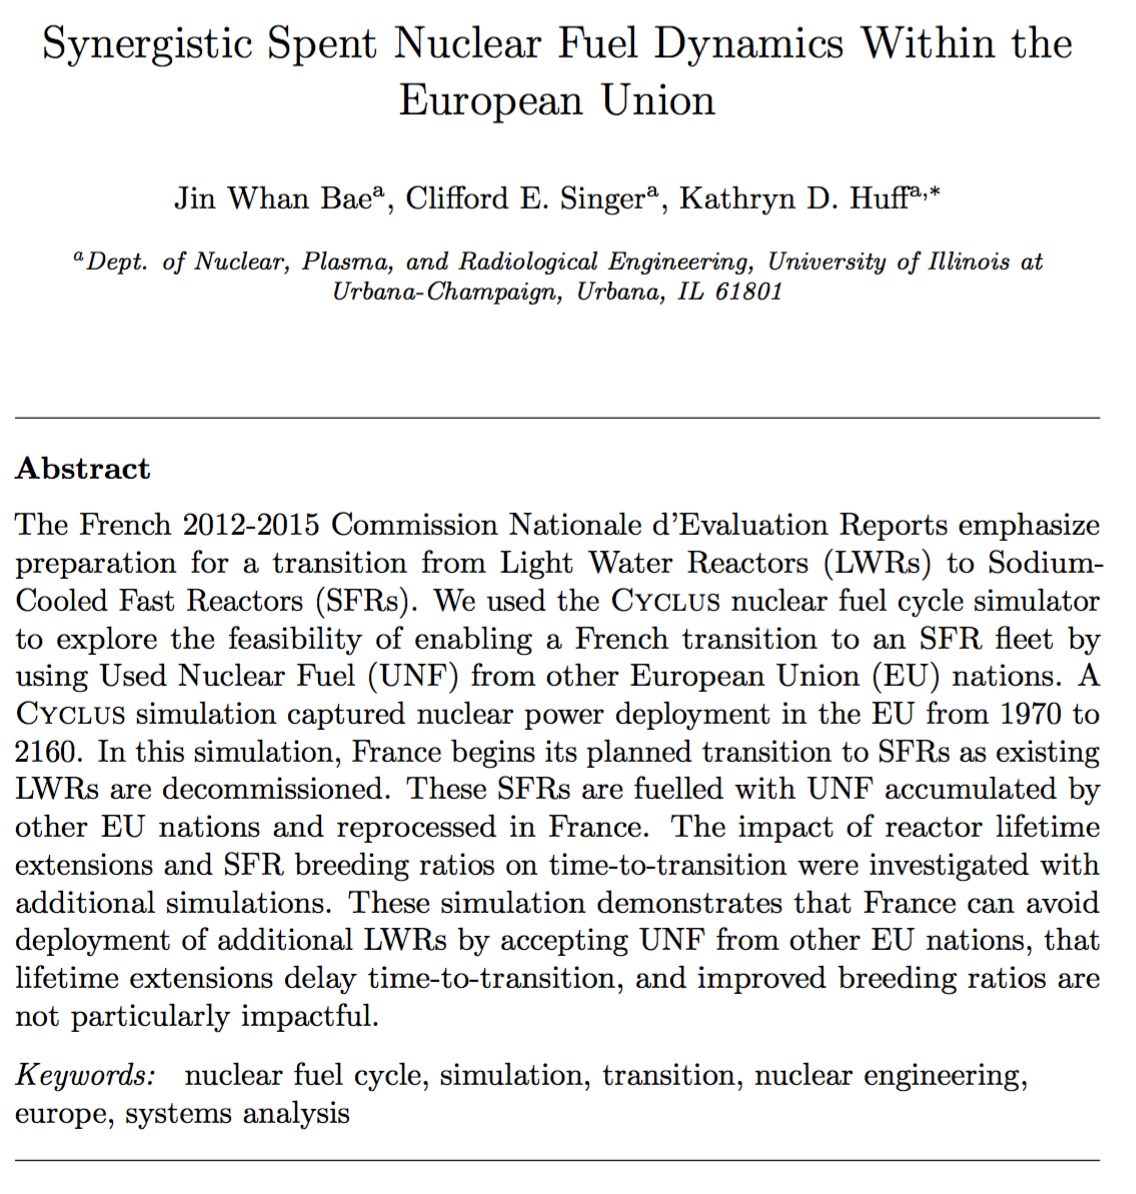 Synergistic Spent Nuclear Fuel Dynamics Within the
European Union
Jin Whan Baeᵃ, Clifford E. Singerᵃ, Kathryn D. Huffᵃ,*
ᵃDept. of Nuclear, Plasma, and Radiological Engineering, University of Illinois at
Urbana-Champaign, Urbana, IL 61801
Abstract
The French 2012-2015 Commission Nationale d'Evaluation Reports emphasize
preparation for a transition from Light Water Reactors (LWRs) to Sodium-
Cooled Fast Reactors (SFRs). We used the CYCLUS nuclear fuel cycle simulator
to explore the feasibility of enabling a French transition to an SFR fleet by
using Used Nuclear Fuel (UNF) from other European Union (EU) nations. A
CYCLUS simulation captured nuclear power deployment in the EU from 1970 to
2160. In this simulation, France begins its planned transition to SFRs as existing
LWRs are decommissioned. These SFRs are fuelled with UNF accumulated by
other EU nations and reprocessed in France. The impact of reactor lifetime
extensions and SFR breeding ratios on time-to-transition were investigated with
additional simulations. These simulation demonstrates that France can avoid
deployment of additional LWRs by accepting UNF from other EU nations, that
lifetime extensions delay time-to-transition, and improved breeding ratios are
not particularly impactful.
Keywords: nuclear fuel cycle, simulation, transition, nuclear engineering,
europe, systems analysis